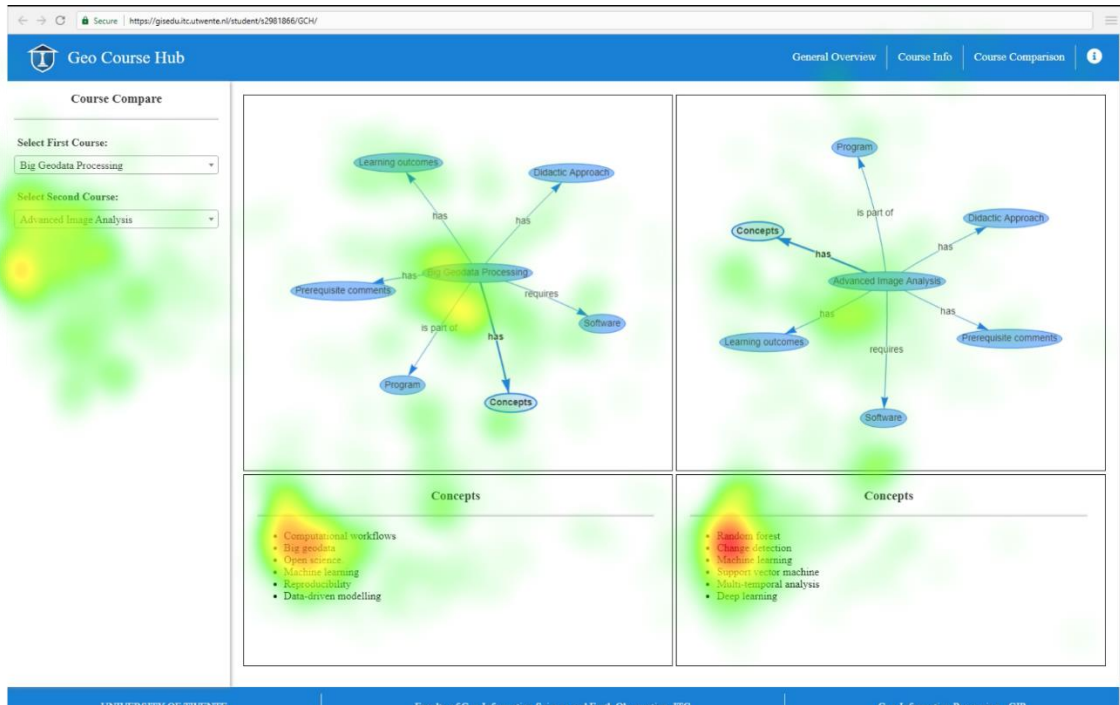 Secure | https://gisedu.itc.utwente.nl/student/s2981866/GCH/
Geo Course Hub
General Overview
Course Info
Course Comparison
Course Compare
Select First Course:
Big Geodata Processing
Select Second Course:
Advanced Image Analysis
Learning outcomes
Didactic Approach
has
has
has
Big Geodata Processing
Prerequisite comments
requires
is part of
has
Software
Program
Concepts
Program
is part of
Didactic Approach
Concepts
has
has
Advanced Image Analysis
has
has
Learning outcomes
requires
Prerequisite comments
Software
Concepts
• Computational workflows
• Big geodata
• Open science
• Machine learning
• Reproducibility
• Data-driven modelling
Concepts
• Random forest
• Change detection
• Machine learning
• Support vector machine
• Multi-temporal analysis
• Deep learning